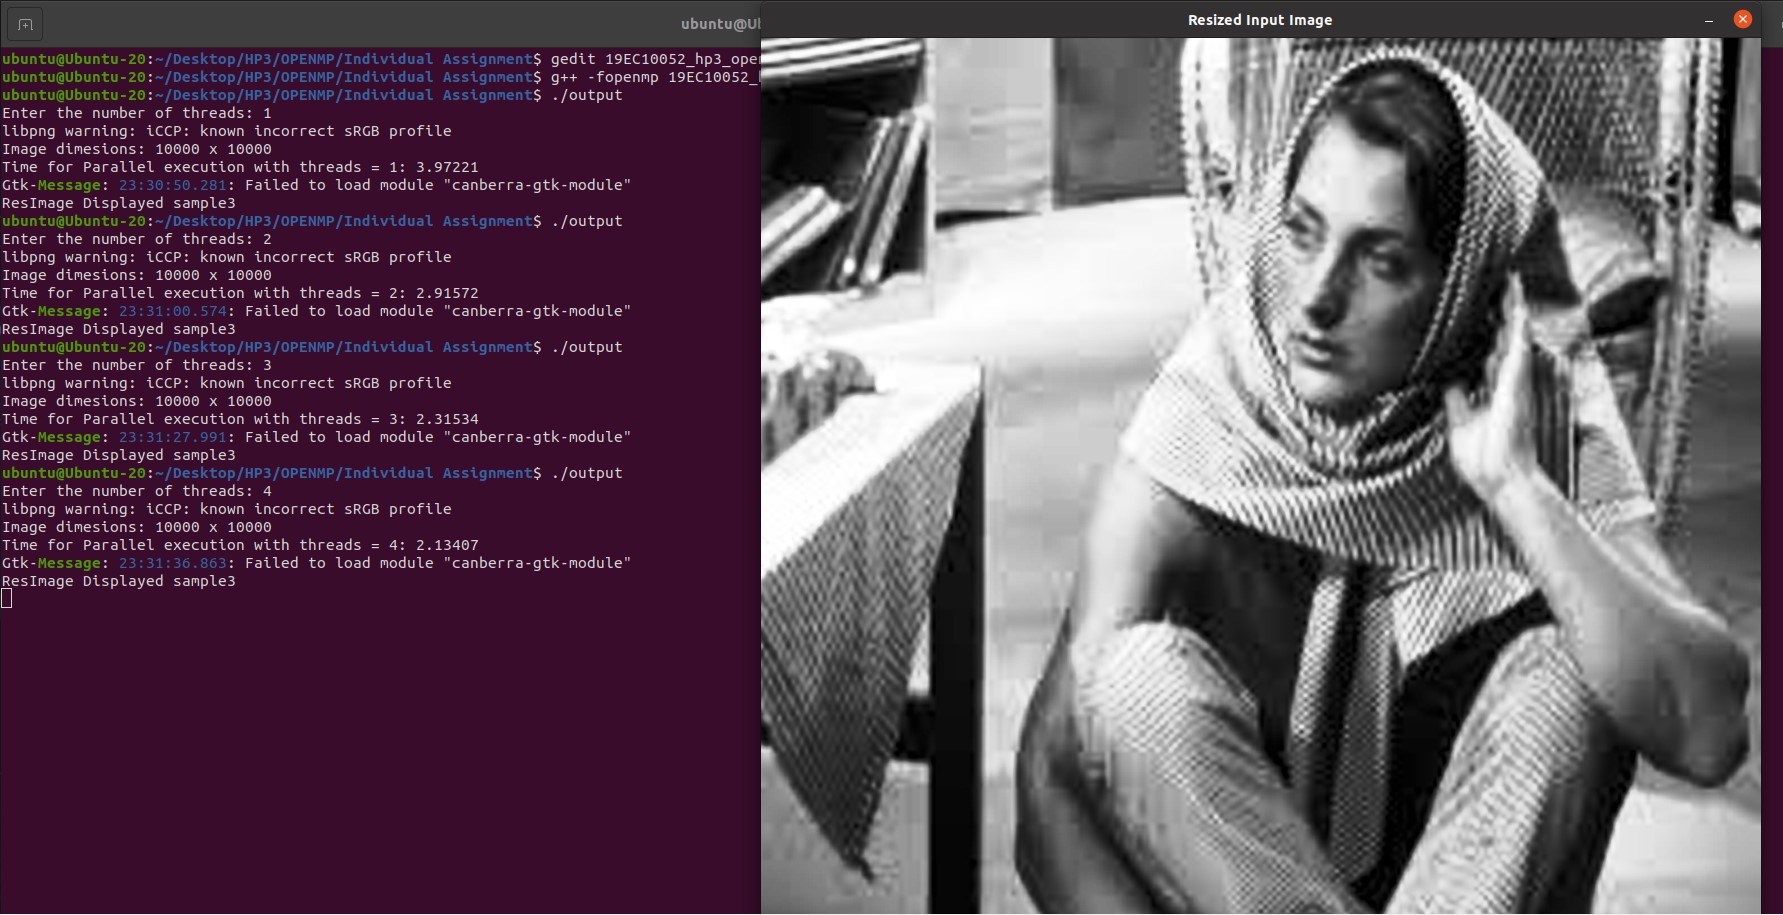 ubuntu@Ub
Resized Input Image
ubuntu@Ubuntu-20:~/Desktop/HP3/OPENMP/Individual Assignment$ gedit 19EC10052_hp3_oper
ubuntu@Ubuntu-20:~/Desktop/HP3/OPENMP/Individual Assignment$ g++ -fopenmp 19EC10052_
ubuntu@Ubuntu-20:~/Desktop/HP3/OPENMP/Individual Assignment$ ./output
Enter the number of threads: 1
libpng warning: iCCP: known incorrect sRGB profile
Image dimesions: 10000 x 10000
Time for Parallel execution with threads = 1: 3.97221
Gtk-Message: 23:30:50.281: Failed to load module "canberra-gtk-module"
ResImage Displayed sample3
ubuntu@Ubuntu-20:~/Desktop/HP3/OPENMP/Individual Assignment$ ./output
Enter the number of threads: 2
libpng warning: iCCP: known incorrect sRGB profile
Image dimesions: 10000 x 10000
Time for Parallel execution with threads = 2: 2.91572
Gtk-Message: 23:31:00.574: Failed to load module "canberra-gtk-module"
ResImage Displayed sample3
ubuntu@Ubuntu-20:~/Desktop/HP3/OPENMP/Individual Assignment$ ./output
Enter the number of threads: 3
libpng warning: iCCP: known incorrect sRGB profile
Image dimesions: 10000 x 10000
Time for Parallel execution with threads = 3: 2.31534
Gtk-Message: 23:31:27.991: Failed to load module "canberra-gtk-module"
ResImage Displayed sample3
ubuntu@Ubuntu-20:~/Desktop/HP3/OPENMP/Individual Assignment$ ./output
Enter the number of threads: 4
libpng warning: iCCP: known incorrect sRGB profile
Image dimesions: 10000 x 10000
Time for Parallel execution with threads = 4: 2.13407
Gtk-Message: 23:31:36.863: Failed to load module "canberra-gtk-module"
ResImage Displayed sample3